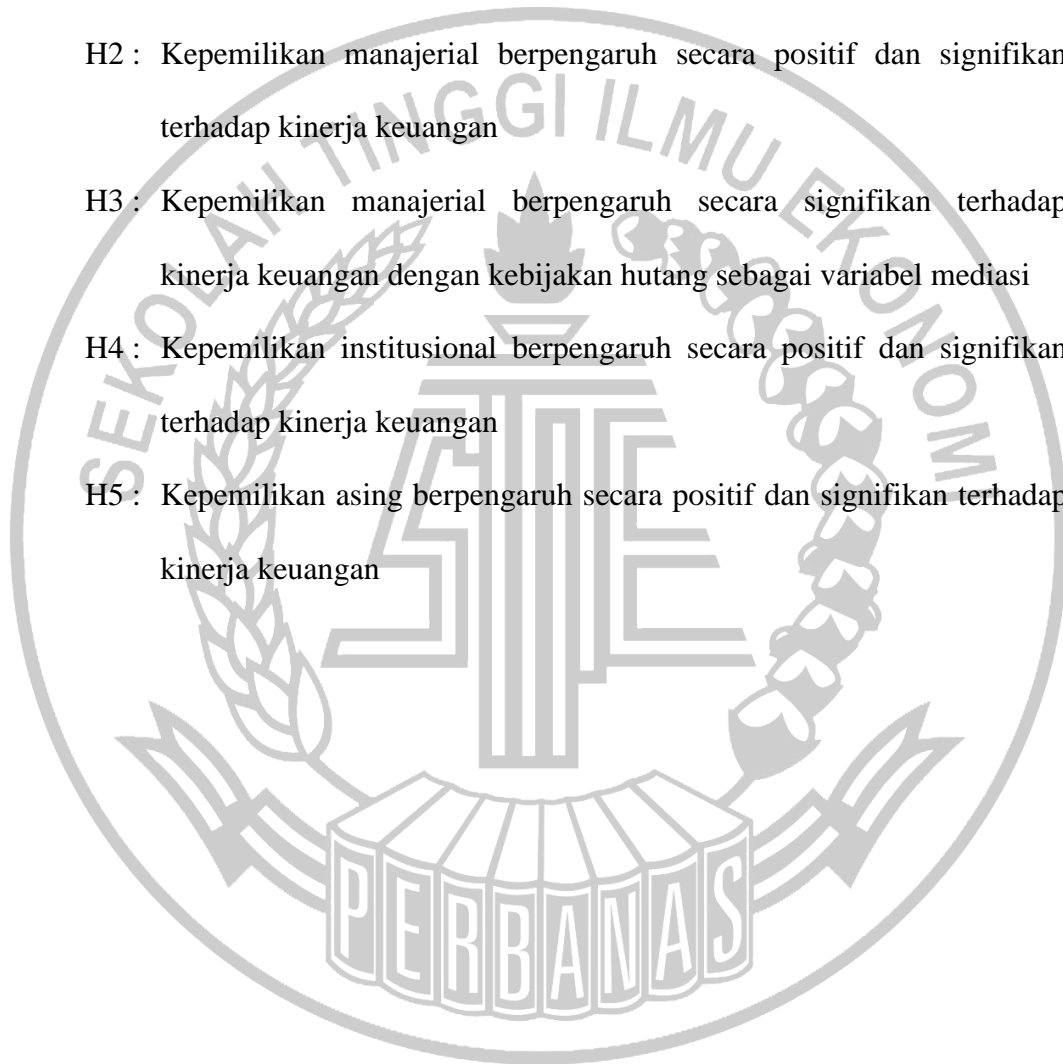 H2 : Kepemilikan manajerial berpengaruh secara positif dan signifikan
terhadap kinerja keuangan
H3 : Kepemilikan manajerial berpengaruh secara signifikan terhadap
kinerja keuangan dengan kebijakan hutang sebagai variabel mediasi
H4 : Kepemilikan institusional berpengaruh secara positif dan signifikan
terhadap kinerja keuangan
H5 : Kepemilikan asing berpengaruh secara positif dan signifikan terhadap
kinerja keuangan
SEKOLAH TINGGI ILMU EKONOMI
STIE
PERBANAS